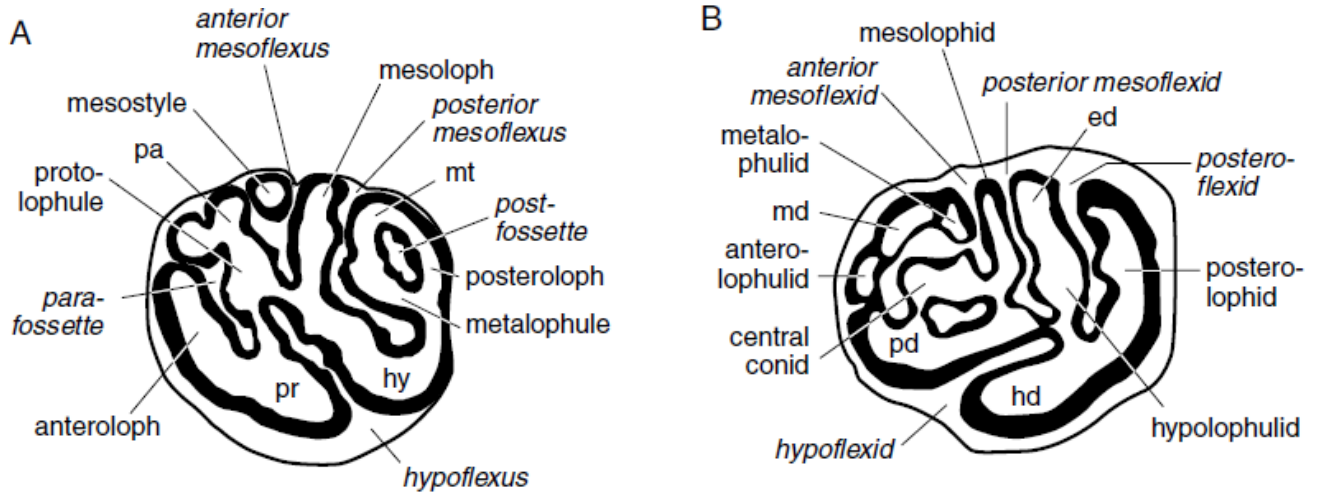 A
anterior
mesoflexus
mesoloph
mesostyle
posterior
mesoflexus
pa
mt
proto-
lophule
post-
fossette
posteroloph
para-
fossette
metalophule
hy
pr
anteroloph
hypoflexus
B
mesolophid
anterior
mesoflexid
posterior mesoflexid
ed
metalo-
phulid
postero-
flexid
md
antero-
lophulid
postero-
lophid
central
conid
pd
hd
hypolophulid
hypoflexid